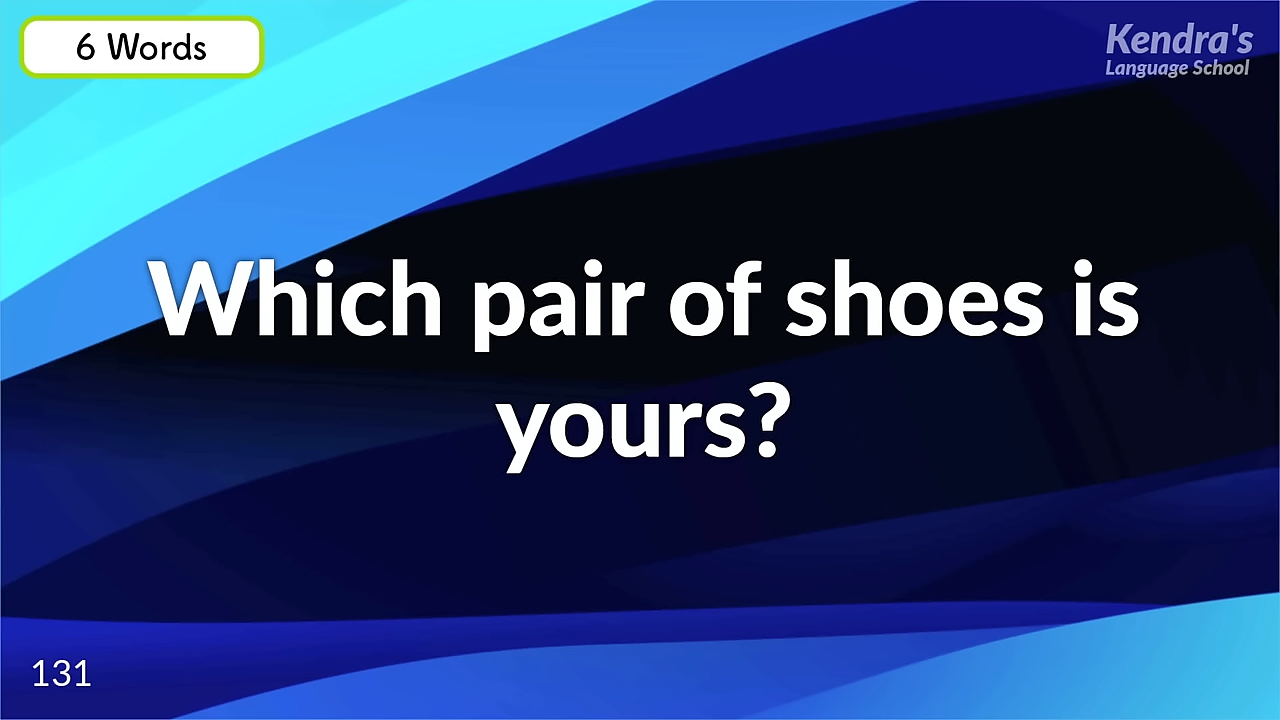 6 Words
Kendra's
Language School
Which pair of shoes is
yours?
131